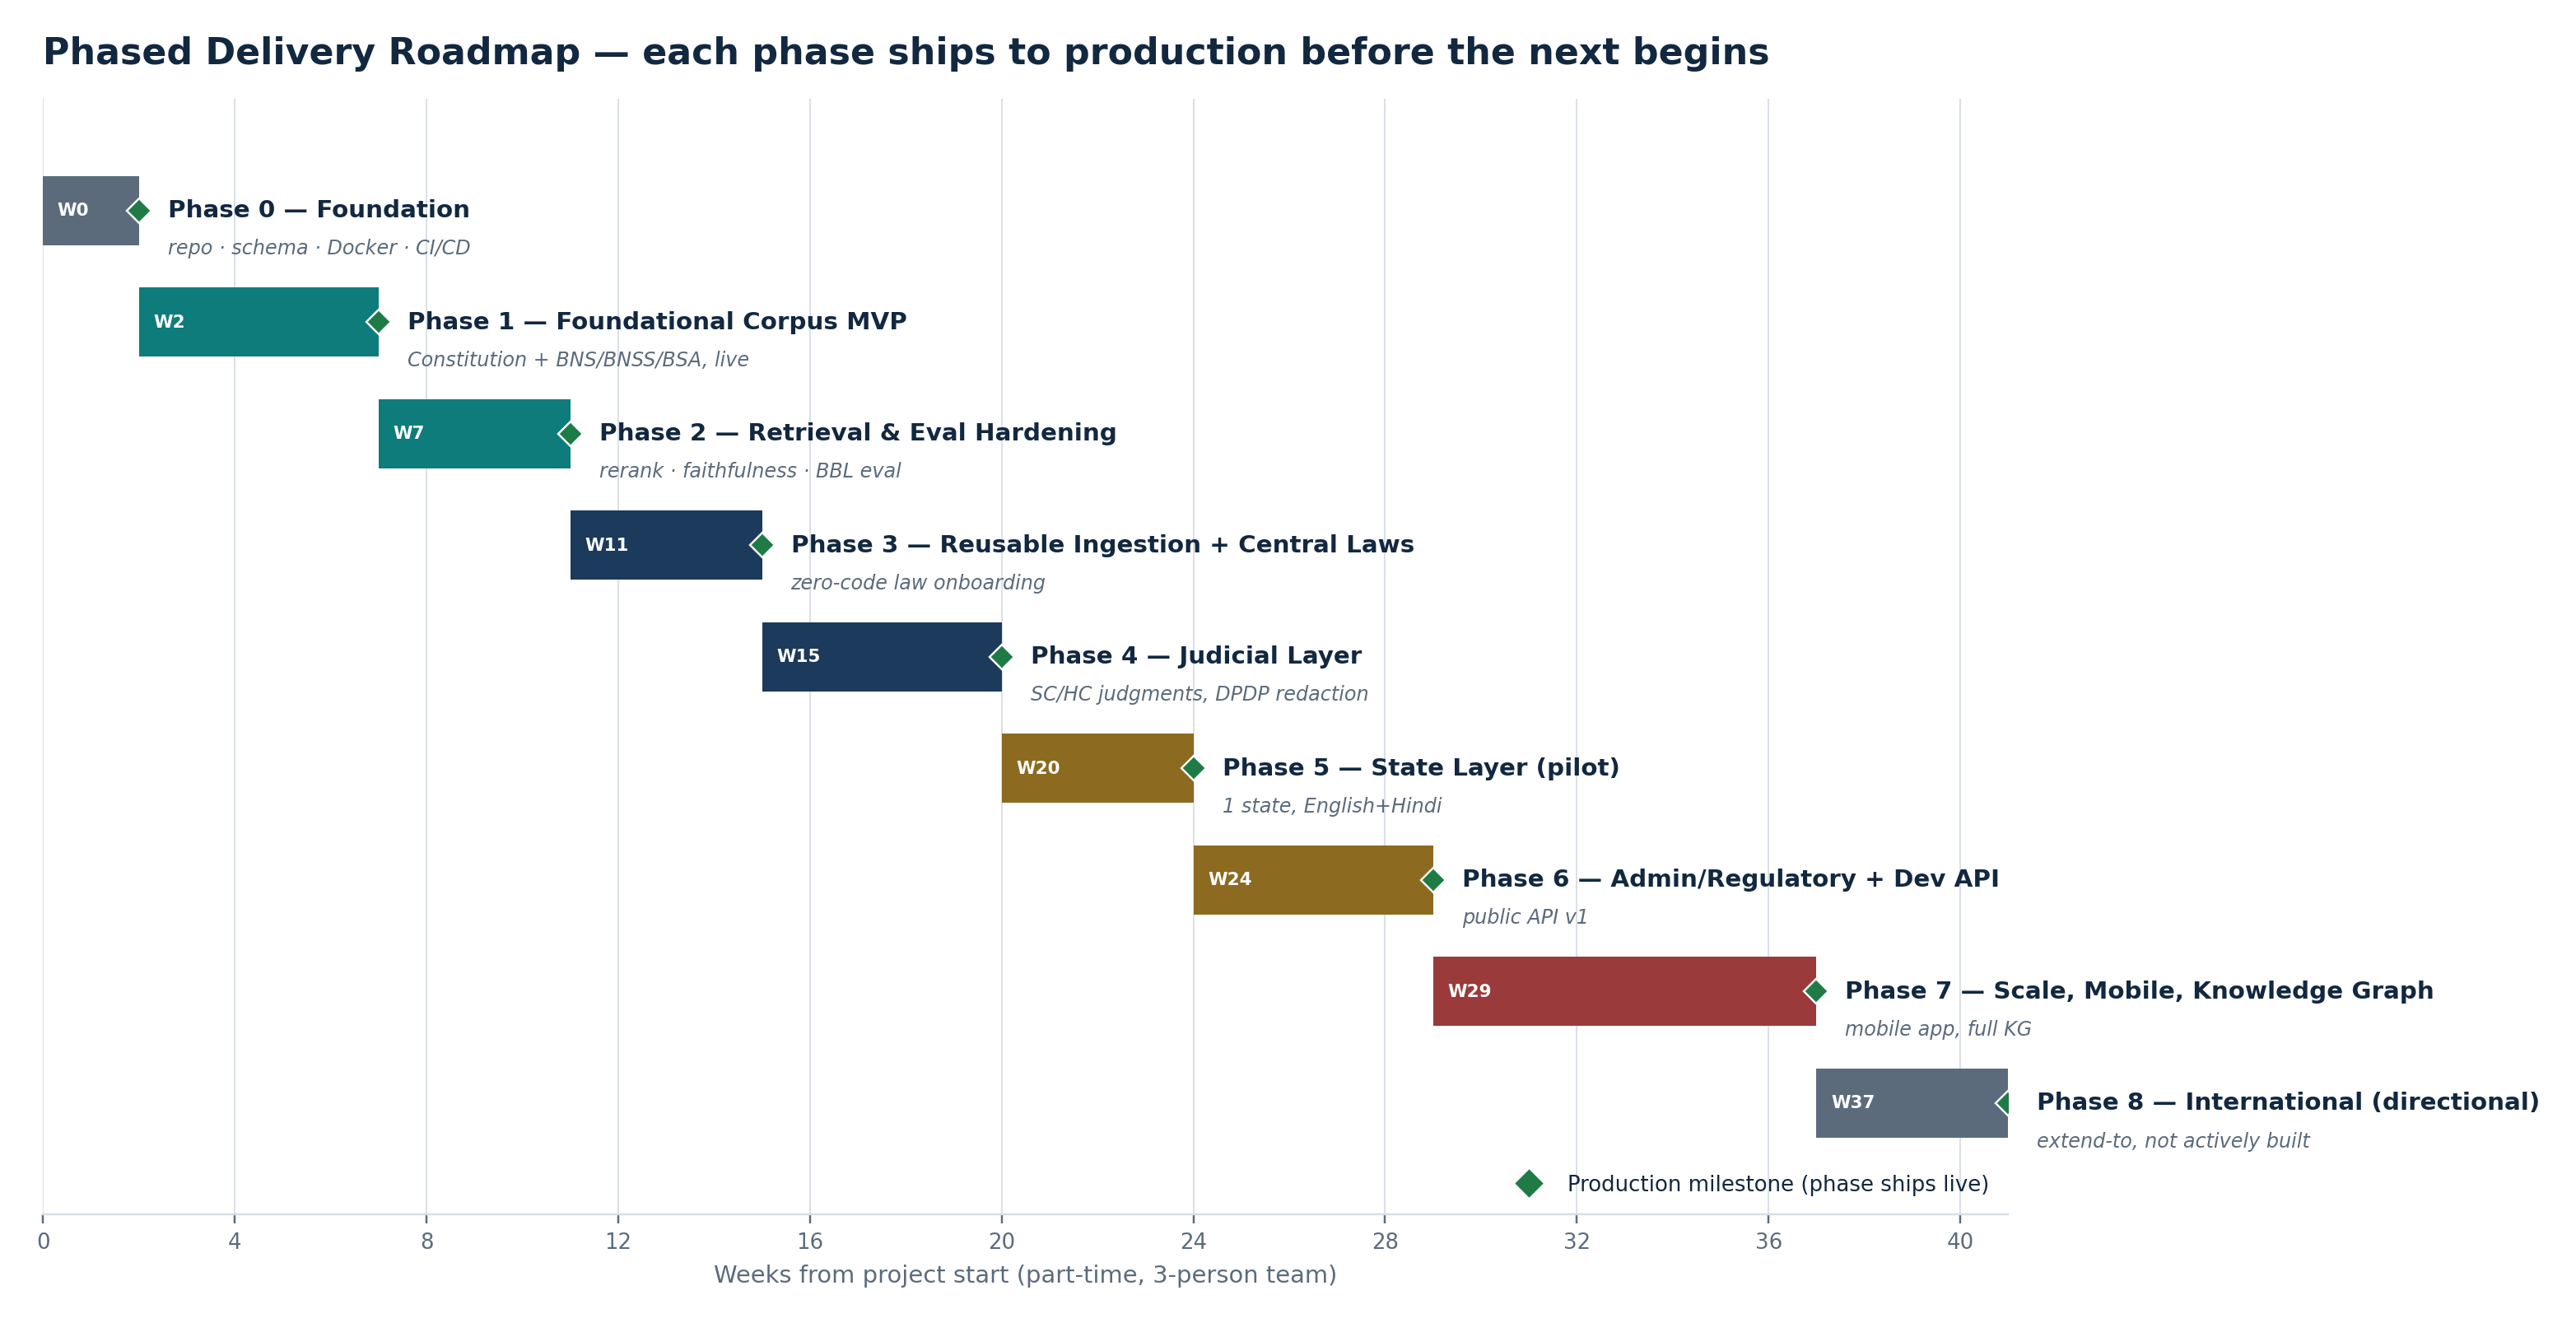 Phased Delivery Roadmap — each phase ships to production before the next begins
W0
Phase 0 — Foundation
repo · schema · Docker · CI/CD
W2
Phase 1 — Foundational Corpus MVP
Constitution + BNS/BNSS/BSA, live
W7
Phase 2 — Retrieval & Eval Hardening
rerank · faithfulness · BBL eval
W11
Phase 3 — Reusable Ingestion + Central Laws
zero-code law onboarding
W15
Phase 4 — Judicial Layer
SC/HC judgments, DPDP redaction
W20
Phase 5 — State Layer (pilot)
1 state, English+Hindi
W24
Phase 6 — Admin/Regulatory + Dev API
public API v1
W29
Phase 7 — Scale, Mobile, Knowledge Graph
mobile app, full KG
W37
Phase 8 — International (directional)
extend-to, not actively built
Production milestone (phase ships live)
0 4 8 12 16 20 24 28 32 36 40
Weeks from project start (part-time, 3-person team)